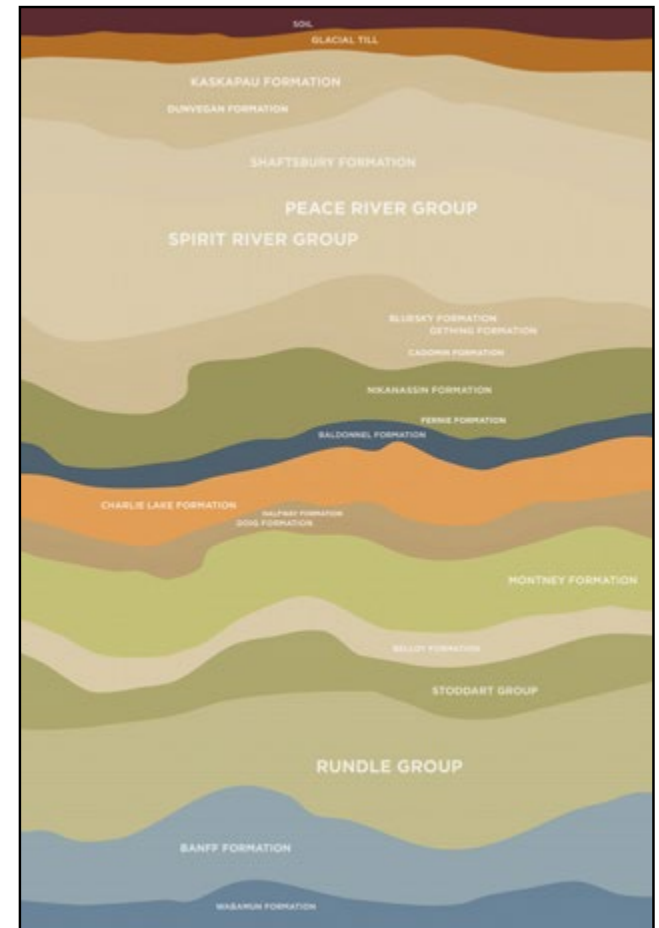 SOIL
GLACIAL TILL
KASKAPAU FORMATION
DUNVEGAN FORMATION
SHAFTSBURY FORMATION
PEACE RIVER GROUP
SPIRIT RIVER GROUP
BLUESKY FORMATION
GETHING FORMATION
CADOMIN FORMATION
NIKANASSIN FORMATION
FERNIE FORMATION
BALDONNEL FORMATION
CHARLIE LAKE FORMATION
HALFWAY FORMATION
DOIG FORMATION
MONTNEY FORMATION
BELLOY FORMATION
STODDART GROUP
RUNDLE GROUP
BANFF FORMATION
WABAMUN FORMATION